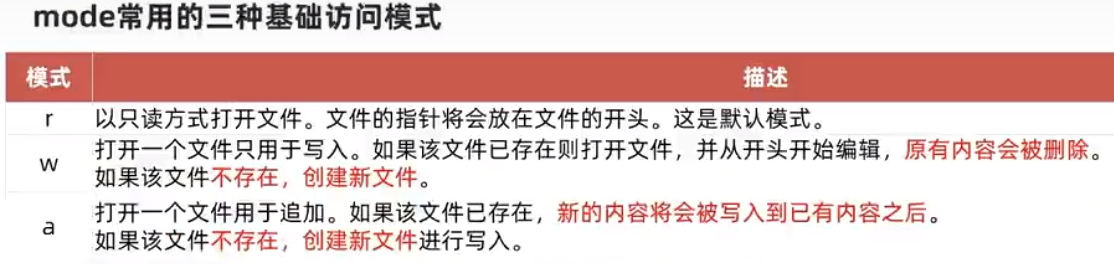 mode常用的三种基础访问模式
模式 描述
r 以只读方式打开文件。文件的指针将会放在文件的开头。这是默认模式。
w 打开一个文件只用于写入。如果该文件已存在则打开文件，并从开头开始编辑，原有内容会被删除。
如果该文件不存在，创建新文件。
a 打开一个文件用于追加。如果该文件已存在，新的内容将会被写入到已有内容之后。
如果该文件不存在，创建新文件进行写入。